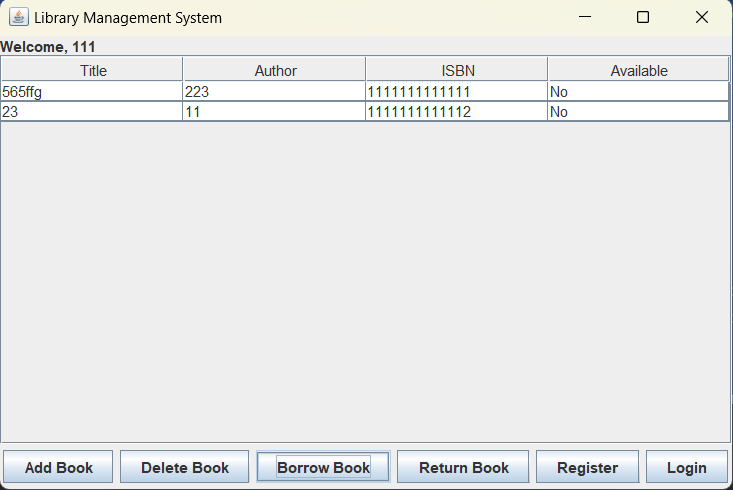 Library Management System
Welcome, 111
Title Author ISBN Available
565ffg 223 1111111111111 No
23 11 1111111111112 No
Add Book Delete Book Borrow Book Return Book Register Login